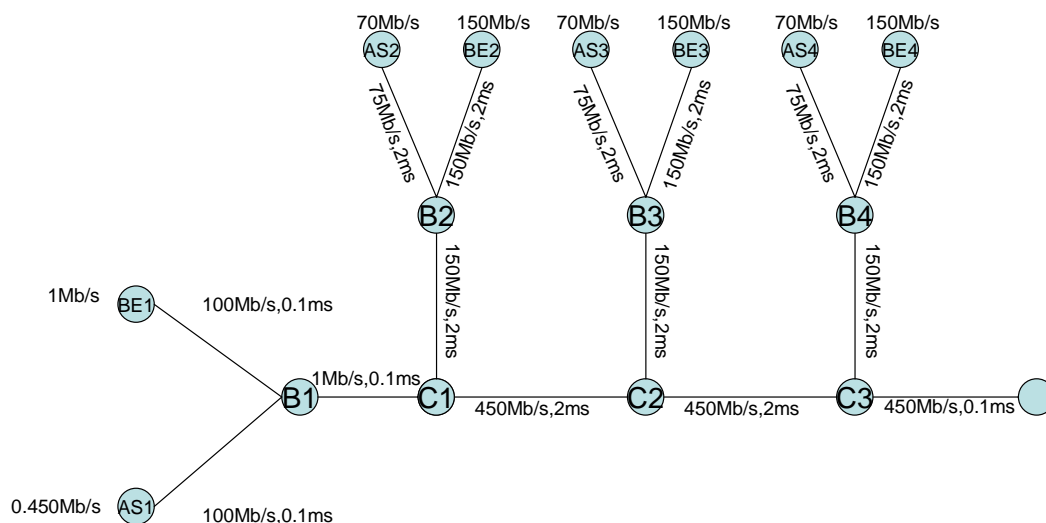 70Mb/s
150Mb/s
70Mb/s
150Mb/s
70Mb/s
150Mb/s
AS2
BE2
AS3
BE3
AS4
BE4
75Mb/s,2ms
150Mb/s,2ms
75Mb/s,2ms
150Mb/s,2ms
75Mb/s,2ms
150Mb/s,2ms
B2
B3
B4
150Mb/s,2ms
150Mb/s,2ms
150Mb/s,2ms
1Mb/s
BE1
100Mb/s,0.1ms
1Mb/s,0.1ms
B1
C1
450Mb/s,2ms
C2
450Mb/s,2ms
C3
450Mb/s,0.1ms
0.450Mb/s
AS1
100Mb/s,0.1ms